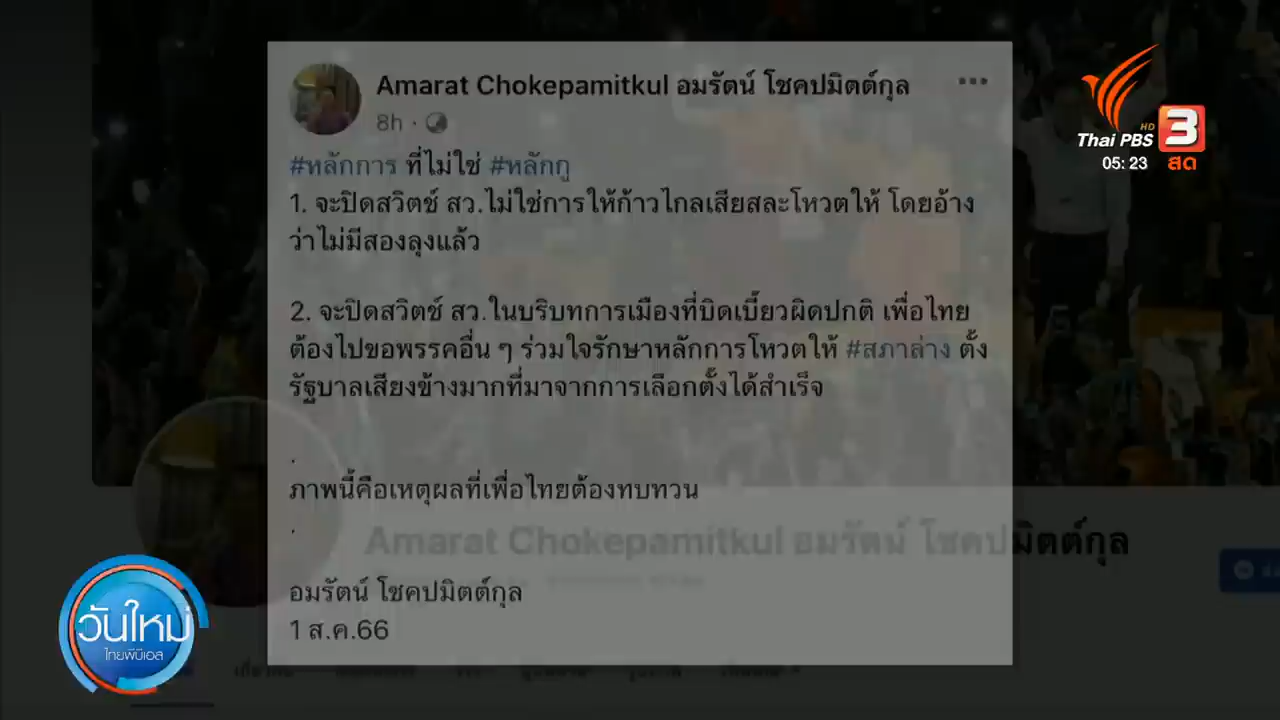 Amarat Chokepamitkul อมรัตน์ โชคปมิตต์กุล
8h
#หลักการ ที่ไม่ใช่ #หลักกู
1. จะปิดสวิตช์ สว.ไม่ใช่การให้ก้าวไกลเสียสละโหวตให้ โดยอ้าง
ว่าไม่มีสองลุงแล้ว
2. จะปิดสวิตช์ สว.ในบริบทการเมืองที่บิดเบี้ยวผิดปกติ เพื่อไทย
ต้องไปขอพรรคอื่น ๆ ร่วมใจรักษาหลักการโหวตให้ #สภาล่าง ตั้ง
รัฐบาลเสียงข้างมากที่มาจากการเลือกตั้งได้สำเร็จ
.
ภาพนี้คือเหตุผลที่เพื่อไทยต้องทบทวน
.
อมรัตน์ โชคปมิตต์กุล
1 ส.ค.66
Amarat Chokepamitkul อมรัตน์ โชคปมิตต์กุล
Thai PBS HD 3
05:23 สด
วันใหม่
ไทยพีบีเอส